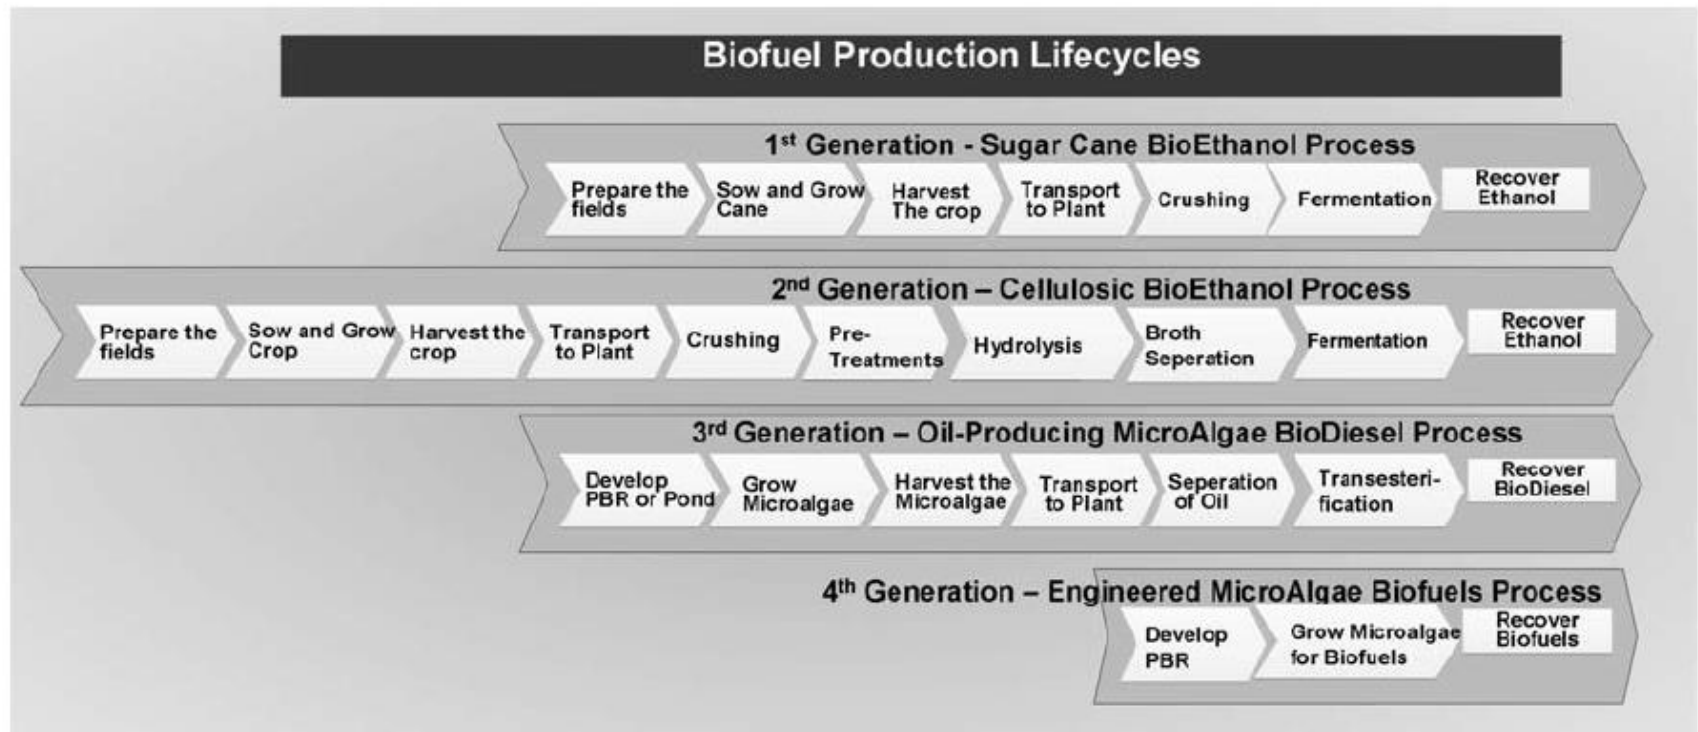 Biofuel Production Lifecycles
1st Generation - Sugar Cane BioEthanol Process
Prepare the
fields
Sow and Grow
Cane
Harvest
The crop
Transport
to Plant
Crushing
Fermentation
Recover
Ethanol
2nd Generation – Cellulosic BioEthanol Process
Prepare the
fields
Sow and Grow
Crop
Harvest the
crop
Transport
to Plant
Crushing
Pre-
Treatments
Hydrolysis
Broth
Seperation
Fermentation
Recover
Ethanol
3rd Generation – Oil-Producing MicroAlgae BioDiesel Process
Develop
PBR or Pond
Grow
Microalgae
Harvest the
Microalgae
Transport
to Plant
Seperation
of Oil
Transesteri-
fication
Recover
BioDiesel
4th Generation – Engineered MicroAlgae Biofuels Process
Develop
PBR
Grow Microalgae
for Biofuels
Recover
Biofuels